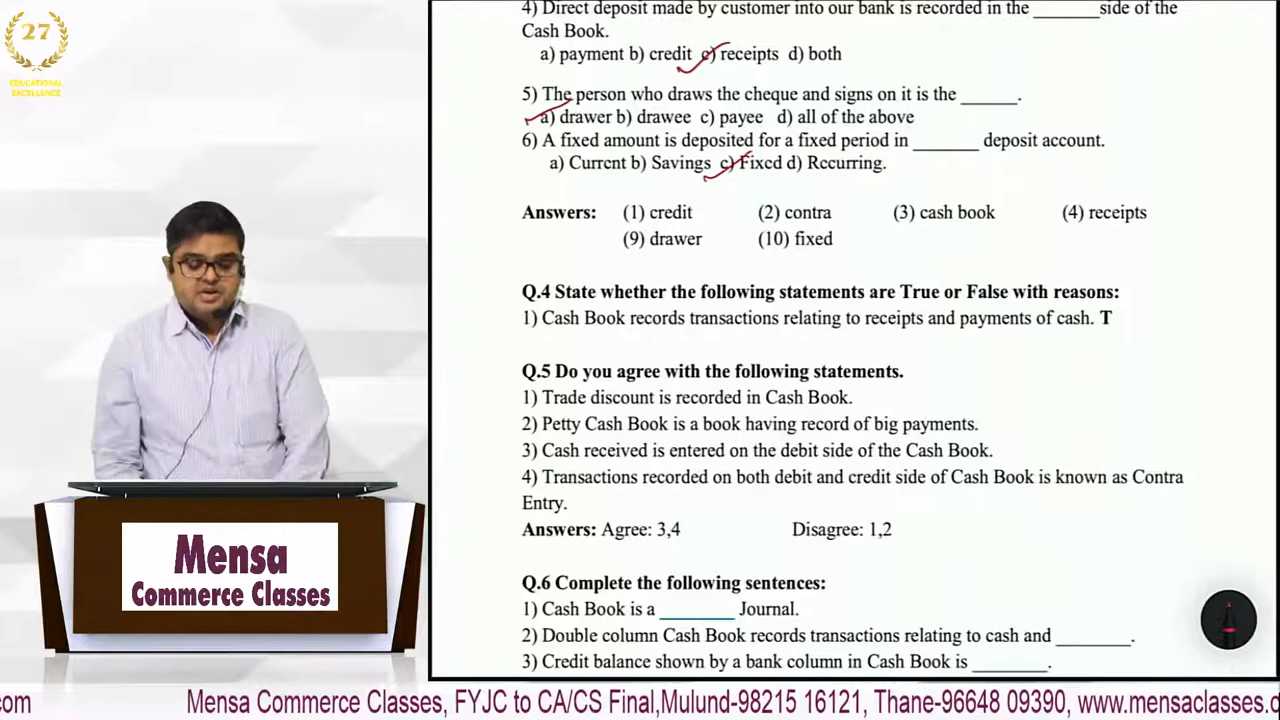 27
EDUCATIONAL
EXCELLENCE
4) Direct deposit made by customer into our bank is recorded in the _______side of the
Cash Book.
a) payment b) credit c) receipts d) both
5) The person who draws the cheque and signs on it is the ______.
a) drawer b) drawee c) payee d) all of the above
6) A fixed amount is deposited for a fixed period in _______ deposit account.
a) Current b) Savings c) Fixed d) Recurring.
Answers: (1) credit (2) contra (3) cash book (4) receipts
(9) drawer (10) fixed
Q.4 State whether the following statements are True or False with reasons:
1) Cash Book records transactions relating to receipts and payments of cash. T
Q.5 Do you agree with the following statements.
1) Trade discount is recorded in Cash Book.
2) Petty Cash Book is a book having record of big payments.
3) Cash received is entered on the debit side of the Cash Book.
4) Transactions recorded on both debit and credit side of Cash Book is known as Contra
Entry.
Answers: Agree: 3,4 Disagree: 1,2
Q.6 Complete the following sentences:
1) Cash Book is a ________ Journal.
2) Double column Cash Book records transactions relating to cash and ________.
3) Credit balance shown by a bank column in Cash Book is ________.
Mensa
Commerce Classes
com Mensa Commerce Classes, FYJC to CA/CS Final,Mulund-98215 16121, Thane-96648 09390, www.mensaclasses.c